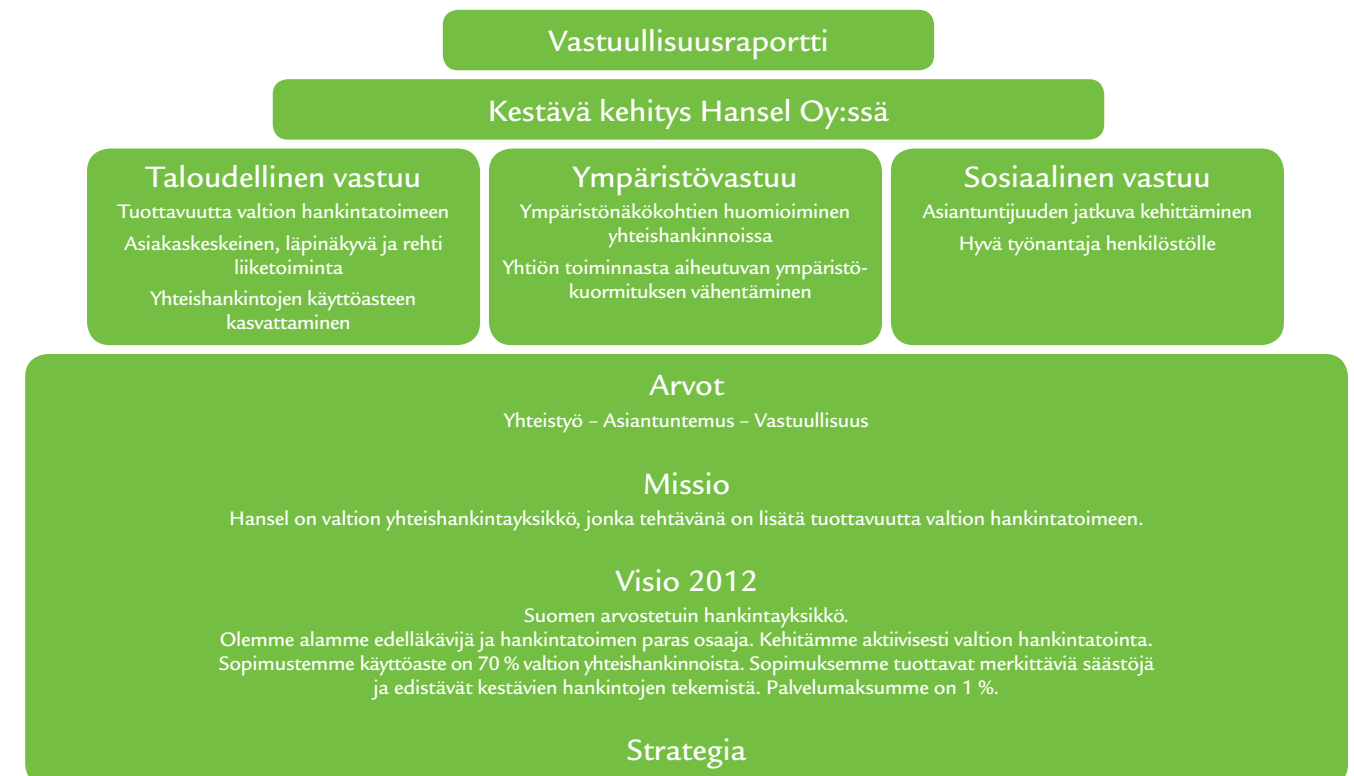 Vastuullisuusraportti
Kestävä kehitys Hansel Oy:ssä
Taloudellinen vastuu
Tuottavuutta valtion hankintatoimeen
Asiakaskeskeinen, läpinäkyvä ja rehti
liiketoiminta
Yhteishankintojen käyttöasteen
kasvattaminen
Ympäristövastuu
Ympäristönäkökohtien huomioiminen
yhteishankinnoissa
Yhtiön toiminnasta aiheutuvan ympäristö-
kuormituksen vähentäminen
Sosiaalinen vastuu
Asiantuntijuuden jatkuva kehittäminen
Hyvä työnantaja henkilöstölle
Arvot
Yhteistyö – Asiantuntemus – Vastuullisuus
Missio
Hansel on valtion yhteishankintayksikkö, jonka tehtävänä on lisätä tuottavuutta valtion hankintatoimeen.
Visio 2012
Suomen arvostetuin hankintayksikkö.
Olemme alamme edelläkävijä ja hankintatoimen paras osaaja. Kehitämme aktiivisesti valtion hankintatointa.
Sopimustemme käyttöaste on 70 % valtion yhteishankinnoista. Sopimuksemme tuottavat merkittäviä säästöjä
ja edistävät kestävien hankintojen tekemistä. Palvelumaksumme on 1 %.
Strategia